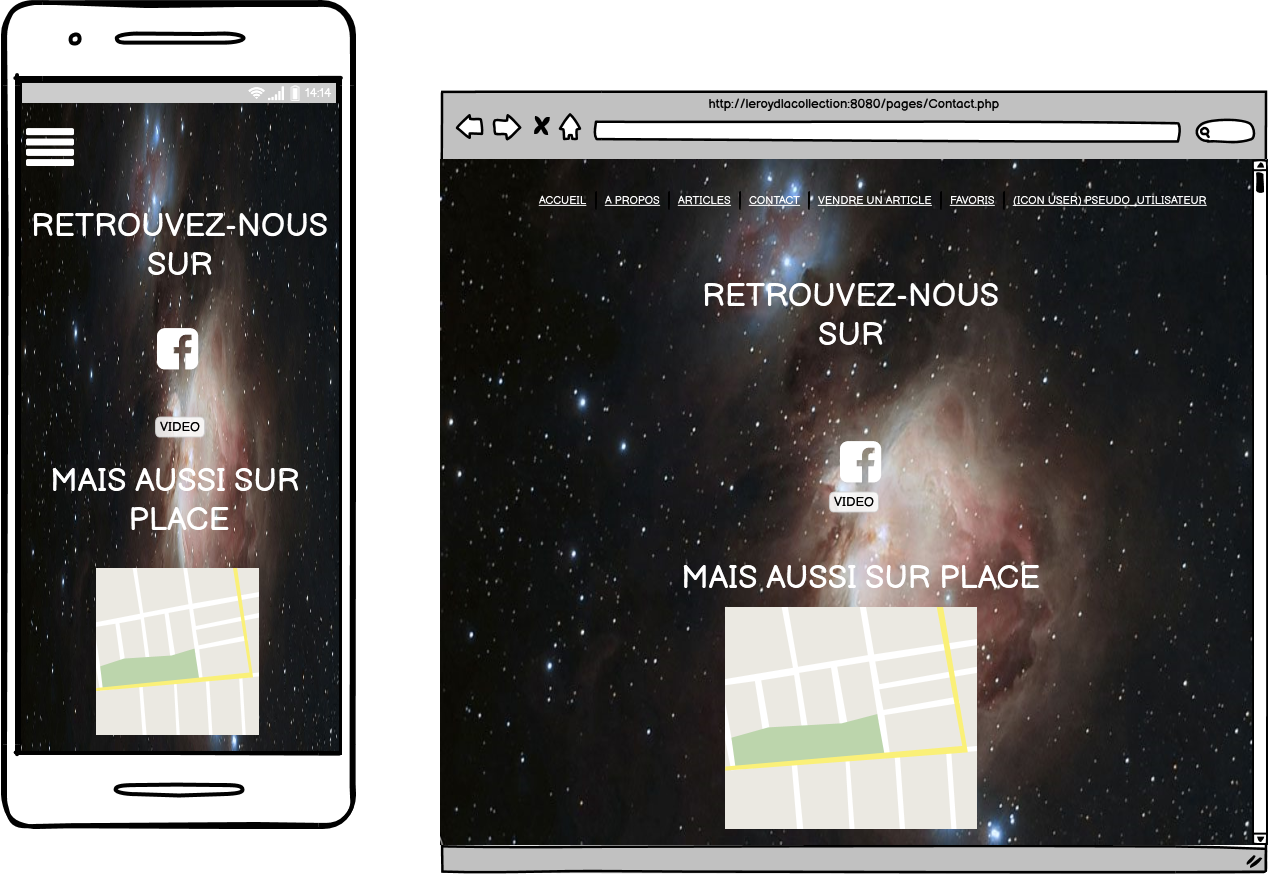 14:14
RETROUVEZ-NOUS
SUR
VIDEO
MAIS AUSSI SUR
PLACE
http://leroydlacollection:8080/pages/Contact.php
ACCUEIL A PROPOS ARTICLES CONTACT VENDRE UN ARTICLE FAVORIS (ICON USER) PSEUDO_UTILISATEUR
RETROUVEZ-NOUS
SUR
VIDEO
MAIS AUSSI SUR PLACE